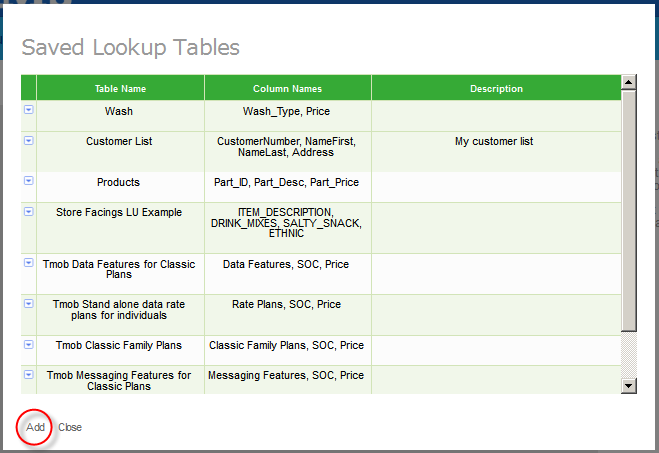 Saved Lookup Tables
Table Name Column Names Description
Wash Wash_Type, Price
Customer List CustomerNumber, NameFirst, My customer list
NameLast, Address
Products Part_ID, Part_Desc, Part_Price
Store Facings LU Example ITEM_DESCRIPTION,
DRINK_MIXES, SALTY_SNACK,
ETHNIC
Tmob Data Features for Classic Data Features, SOC, Price
Plans
Tmob Stand alone data rate Rate Plans, SOC, Price
plans for individuals
Tmob Classic Family Plans Classic Family Plans, SOC, Price
Tmob Messaging Features for Messaging Features, SOC, Price
Classic Plans
Add Close